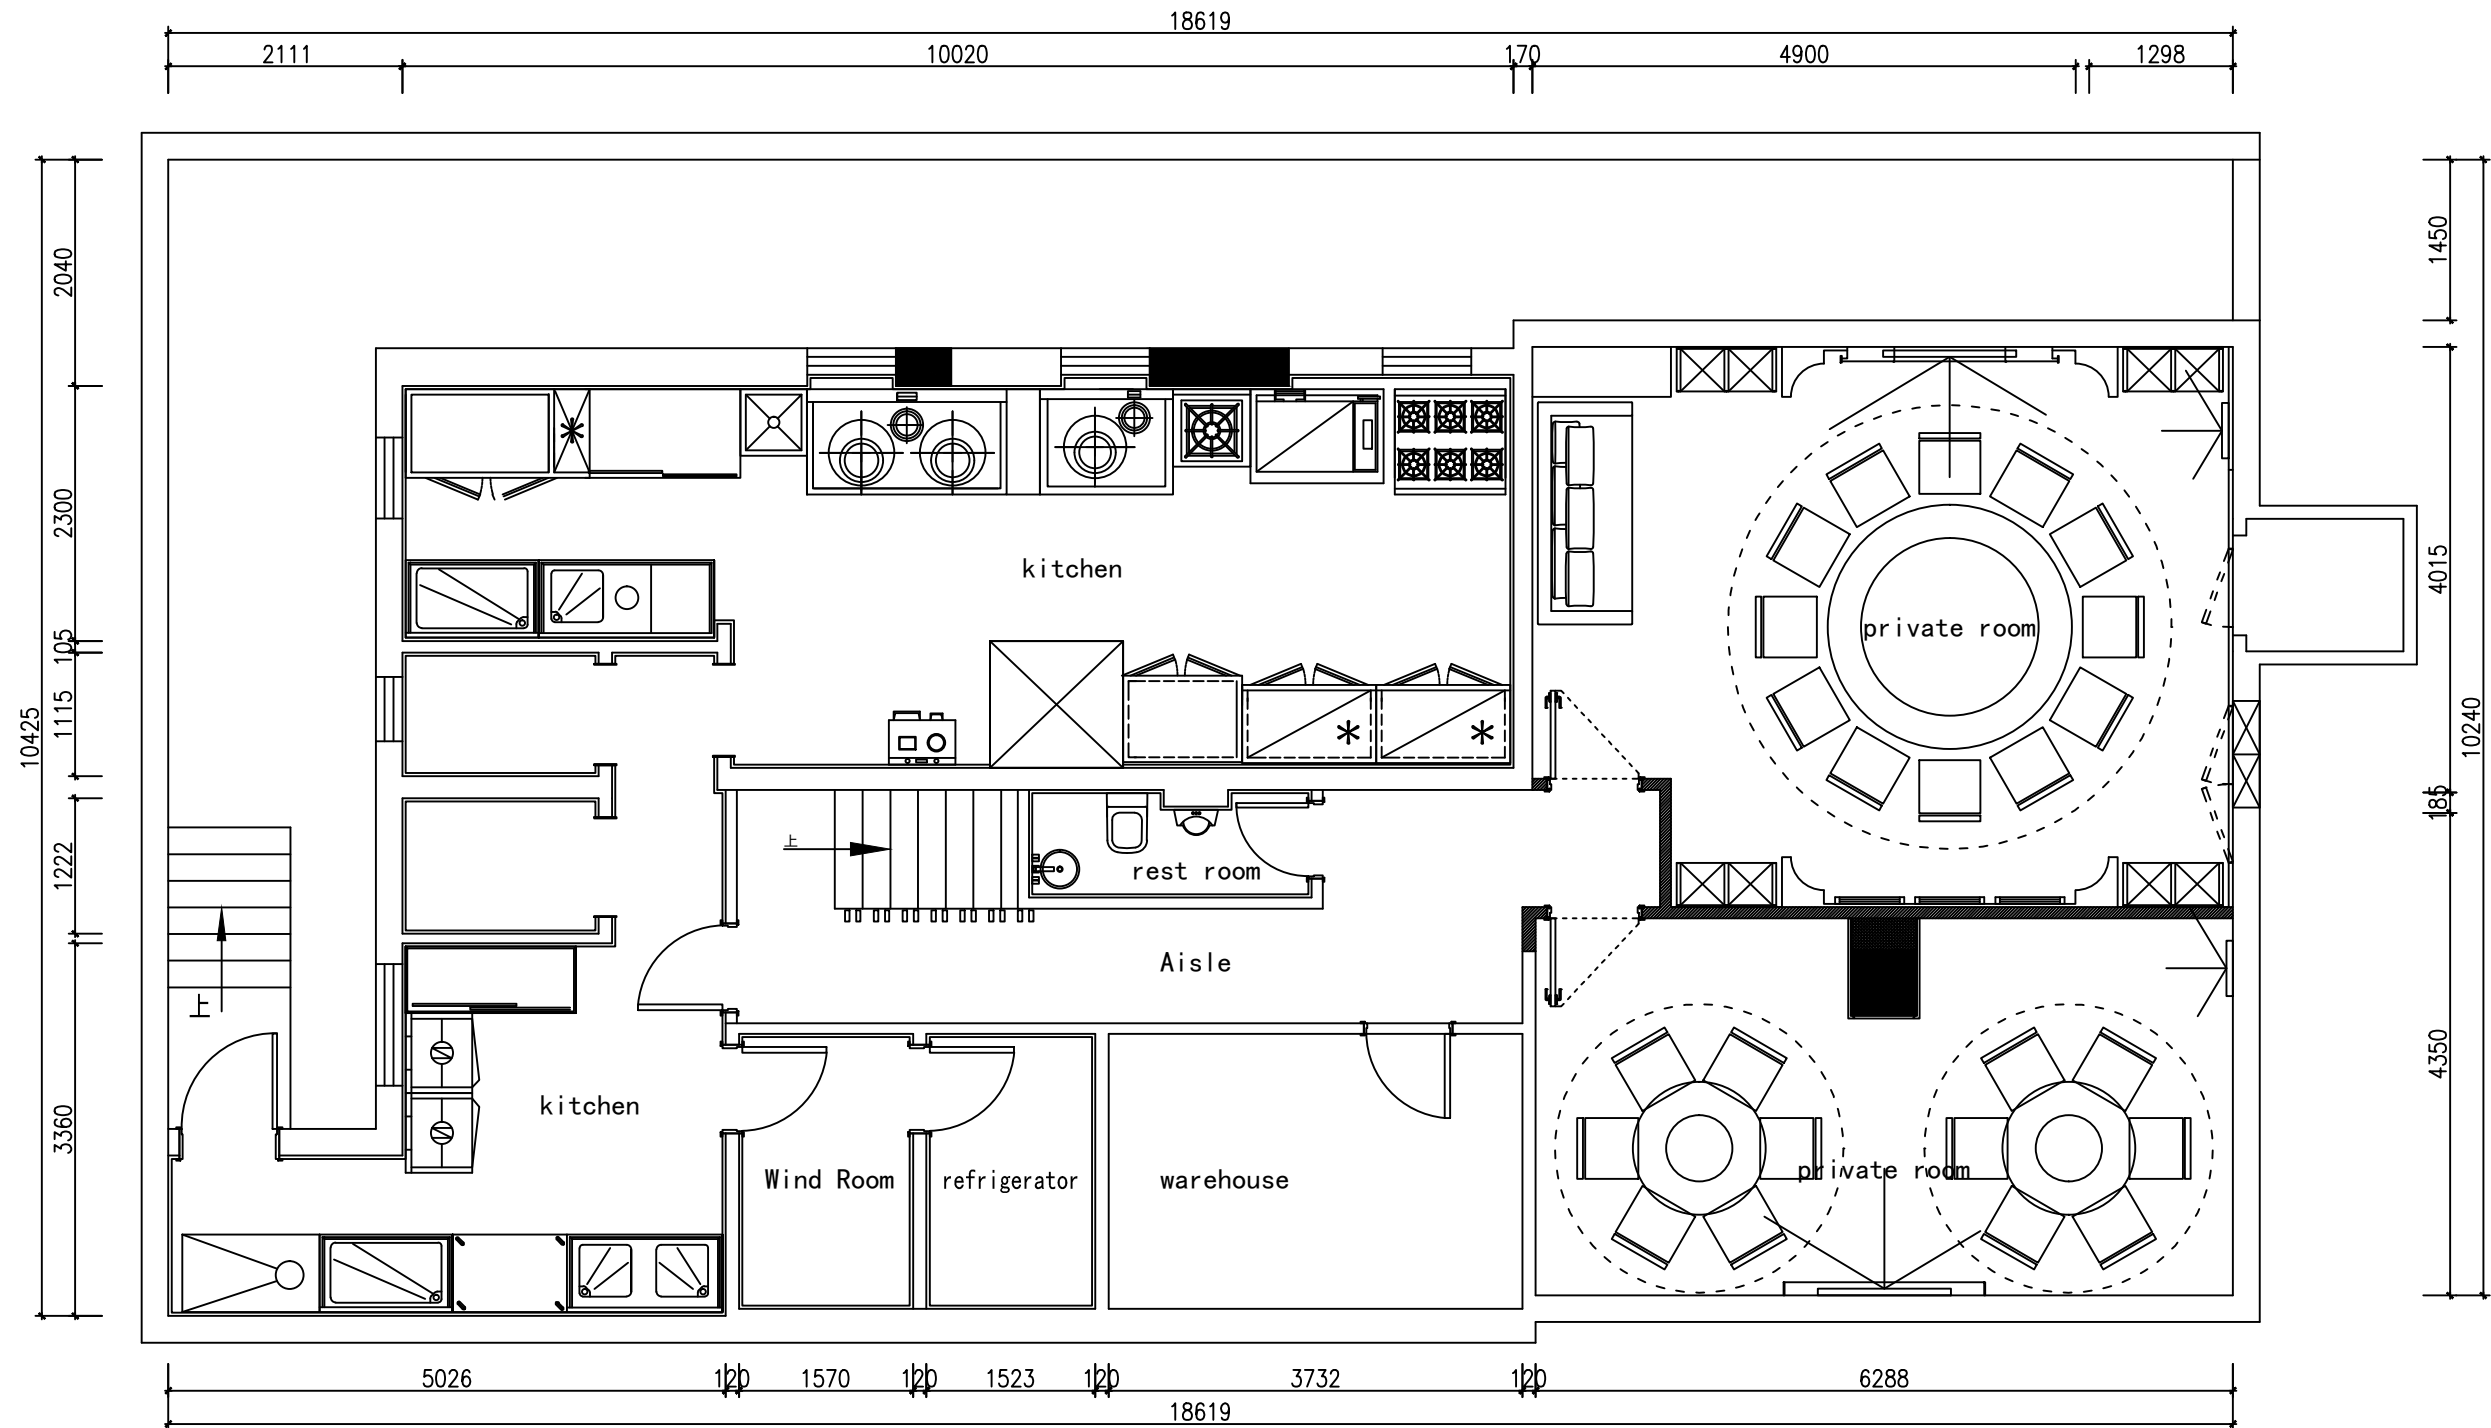 18619
2111 10020 170 4900 1298
2040
2300
105
1115
1222
3360
10425
1450
4015
185
4350
10240
kitchen
private room
上
rest room
Aisle
上
kitchen
Wind Room
refrigerator
warehouse
private room
5026 120 1570 120 1523 120 3732 120 6288
18619